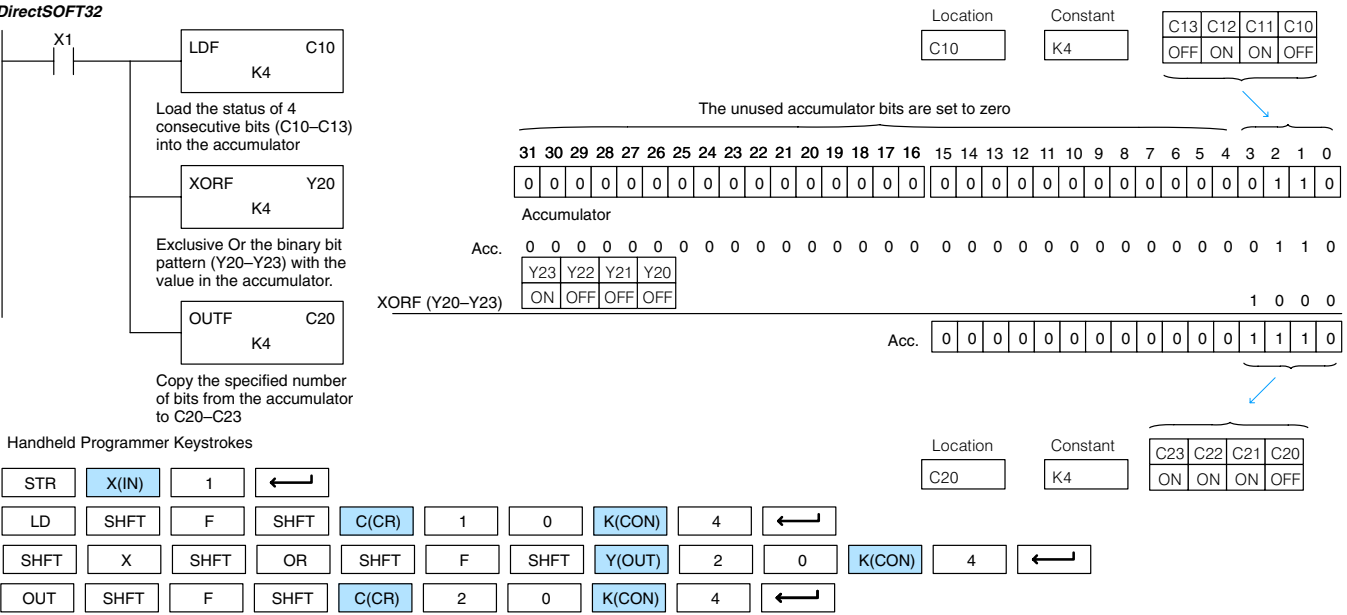 DirectSOFT32
X1
LDF C10
K4
Load the status of 4
consecutive bits (C10–C13)
into the accumulator
XORF Y20
K4
Exclusive Or the binary bit
pattern (Y20–Y23) with the
value in the accumulator.
OUTF C20
K4
Copy the specified number
of bits from the accumulator
to C20–C23
Location Constant
C10 K4
C13 C12 C11 C10
OFF ON ON OFF
The unused accumulator bits are set to zero
31 30 29 28 27 26 25 24 23 22 21 20 19 18 17 16 15 14 13 12 11 10 9 8 7 6 5 4 3 2 1 0
0 0 0 0 0 0 0 0 0 0 0 0 0 0 0 0 0 0 0 0 0 0 0 0 0 0 0 0 0 1 1 0
Accumulator
Acc. 0 0 0 0 0 0 0 0 0 0 0 0 0 0 0 0 0 0 0 0 0 0 0 0 0 0 0 0 0 1 1 0
Y23 Y22 Y21 Y20
ON OFF OFF OFF
XORF (Y20–Y23) 1 0 0 0
Acc. 0 0 0 0 0 0 0 0 0 0 0 0 1 1 1 0
Location Constant
C20 K4
C23 C22 C21 C20
ON ON ON OFF
Handheld Programmer Keystrokes
STR X(IN) 1
LD SHFT F SHFT C(CR) 1 0 K(CON) 4
SHFT X SHFT OR SHFT F SHFT Y(OUT) 2 0 K(CON) 4
OUT SHFT F SHFT C(CR) 2 0 K(CON) 4